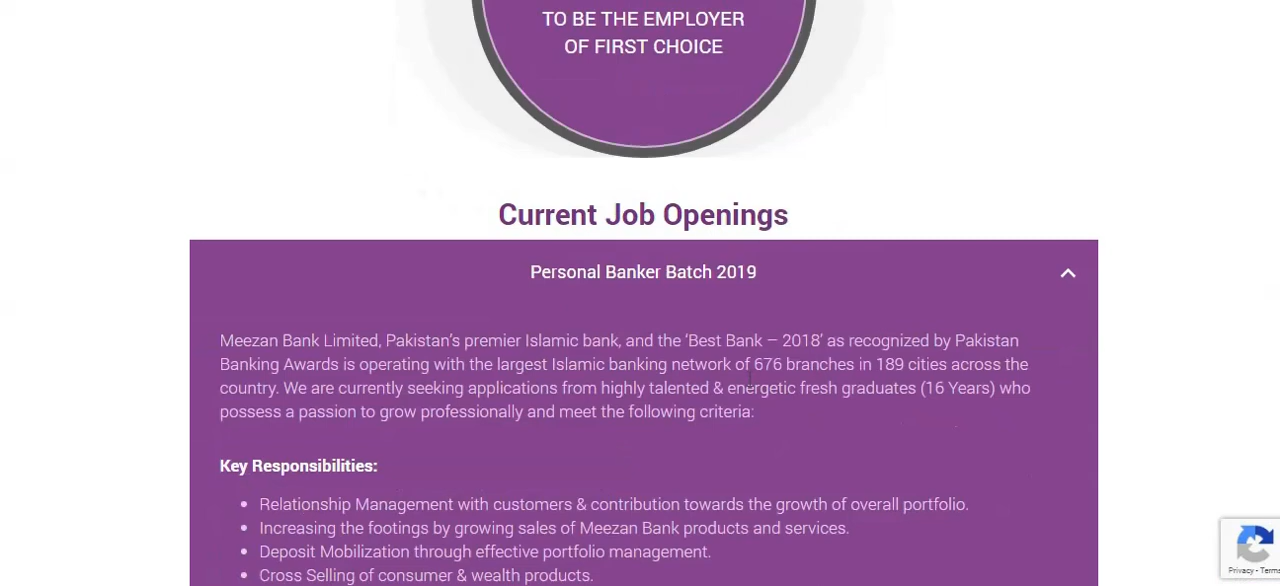 TO BE THE EMPLOYER
OF FIRST CHOICE
Current Job Openings
Personal Banker Batch 2019
Meezan Bank Limited, Pakistan's premier Islamic bank, and the 'Best Bank – 2018' as recognized by Pakistan
Banking Awards is operating with the largest Islamic banking network of 676 branches in 189 cities across the
country. We are currently seeking applications from highly talented & energetic fresh graduates (16 Years) who
possess a passion to grow professionally and meet the following criteria:
Key Responsibilities:
• Relationship Management with customers & contribution towards the growth of overall portfolio.
• Increasing the footings by growing sales of Meezan Bank products and services.
• Deposit Mobilization through effective portfolio management.
• Cross Selling of consumer & wealth products.
Privacy - Terms